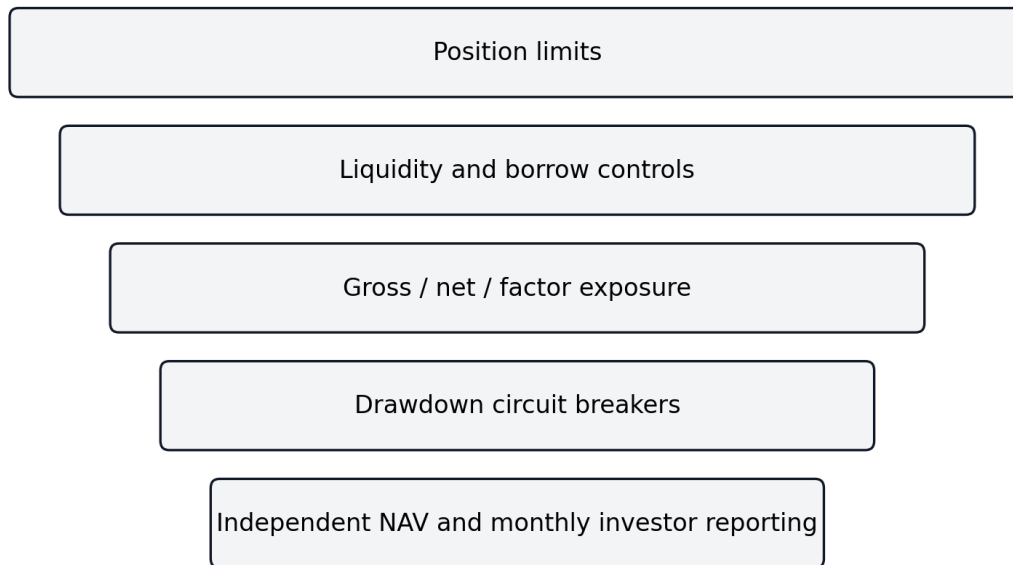 Position limits
Liquidity and borrow controls
Gross / net / factor exposure
Drawdown circuit breakers
Independent NAV and monthly investor reporting